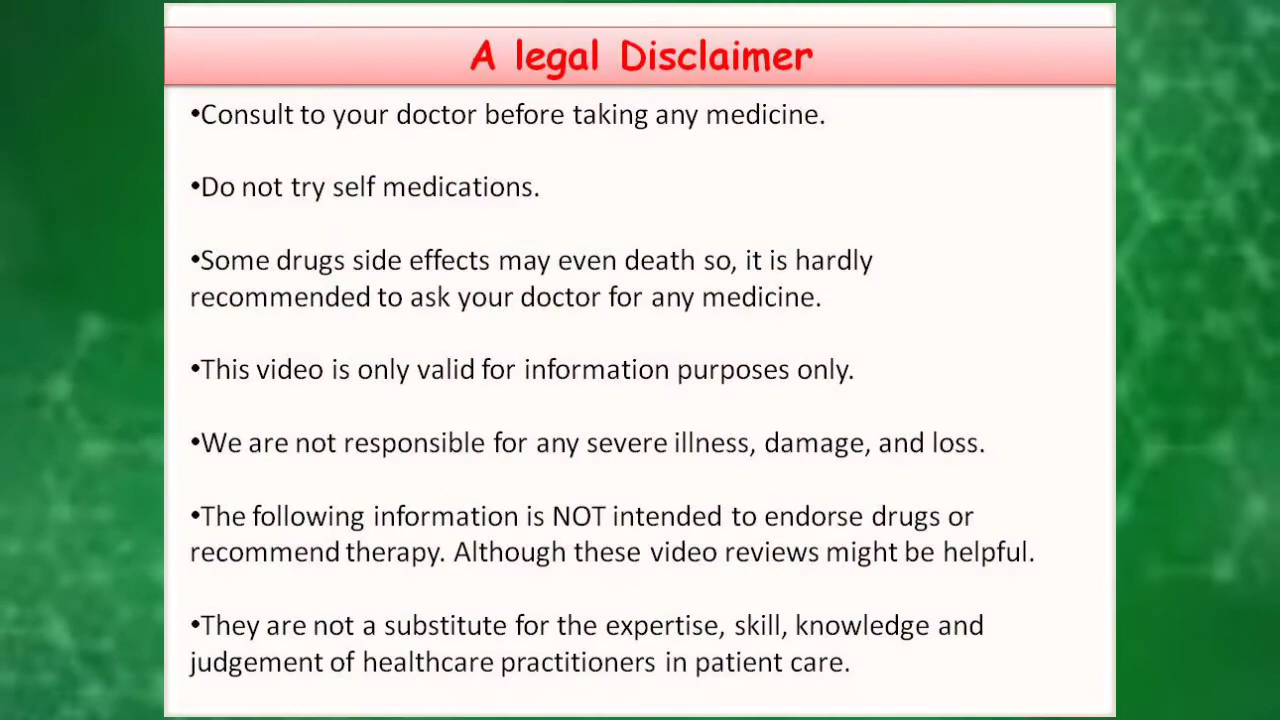 A legal Disclaimer
•Consult to your doctor before taking any medicine.
•Do not try self medications.
•Some drugs side effects may even death so, it is hardly
recommended to ask your doctor for any medicine.
•This video is only valid for information purposes only.
•We are not responsible for any severe illness, damage, and loss.
•The following information is NOT intended to endorse drugs or
recommend therapy. Although these video reviews might be helpful.
•They are not a substitute for the expertise, skill, knowledge and
judgement of healthcare practitioners in patient care.